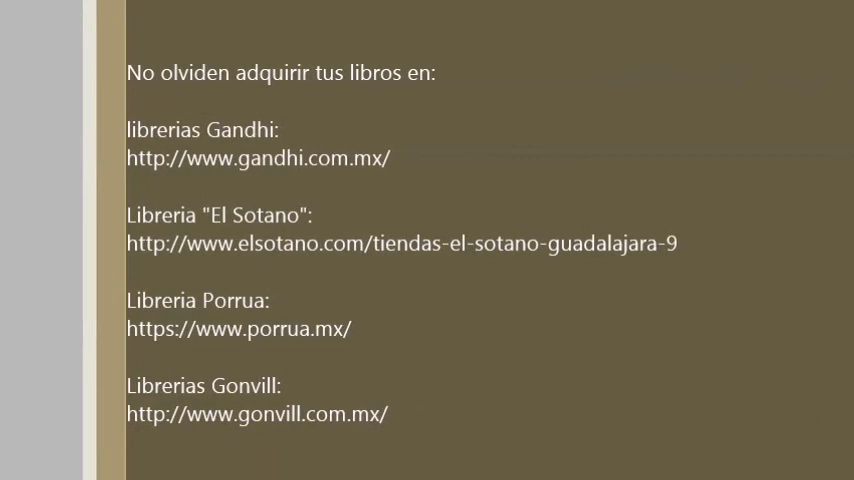 No olviden adquirir tus libros en:
librerias Gandhi:
http://www.gandhi.com.mx/
Libreria "El Sotano":
http://www.elsotano.com/tiendas-el-sotano-guadalajara-9
Libreria Porrua:
https://www.porrua.mx/
Librerias Gonvill:
http://www.gonvill.com.mx/